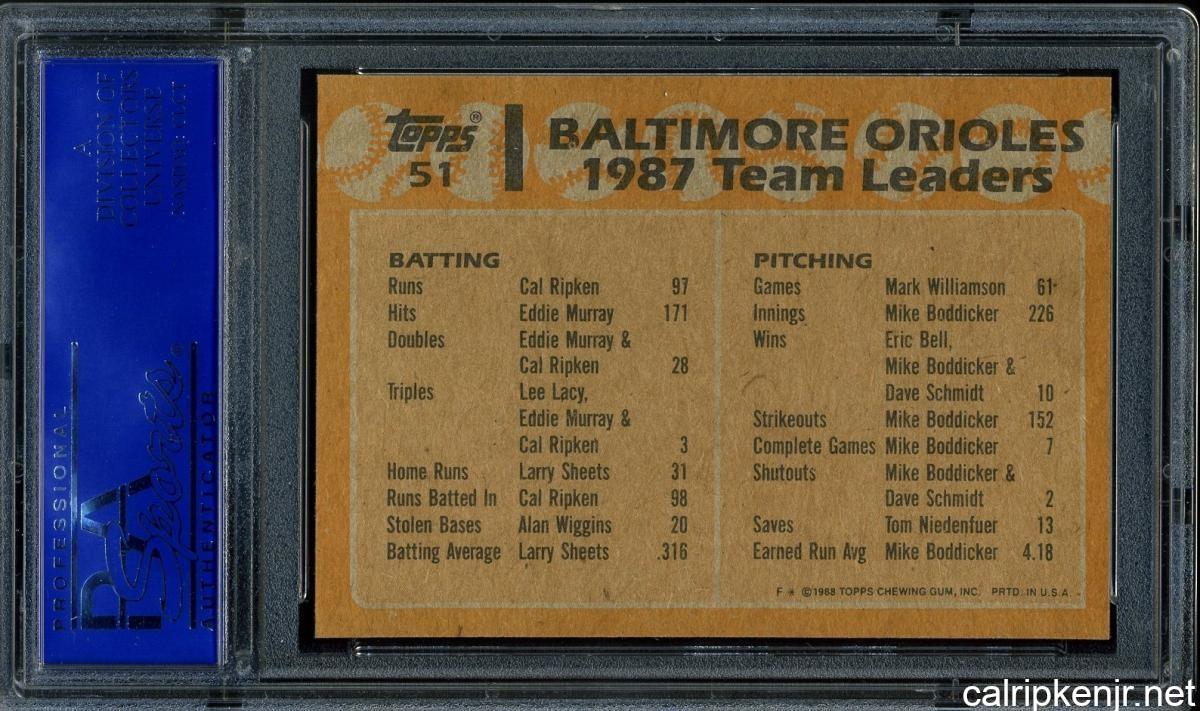 A
DIVISION OF
COLLECTORS
UNIVERSE
NASDAQ: CLCT
PROFESSIONAL
PSA
Sports
AUTHENTICATOR
topps®
51
BALTIMORE ORIOLES
1987 Team Leaders
BATTING
Runs Cal Ripken 97
Hits Eddie Murray 171
Doubles Eddie Murray &
Cal Ripken 28
Triples Lee Lacy,
Eddie Murray &
Cal Ripken 3
Home Runs Larry Sheets 31
Runs Batted In Cal Ripken 98
Stolen Bases Alan Wiggins 20
Batting Average Larry Sheets .316
PITCHING
Games Mark Williamson 61
Innings Mike Boddicker 226
Wins Eric Bell,
Mike Boddicker &
Dave Schmidt 10
Strikeouts Mike Boddicker 152
Complete Games Mike Boddicker 7
Shutouts Mike Boddicker &
Dave Schmidt 2
Saves Tom Niedenfuer 13
Earned Run Avg Mike Boddicker 4.18
F * ©1988 TOPPS CHEWING GUM, INC. PRTD. IN U.S.A.
calripkenjr.net